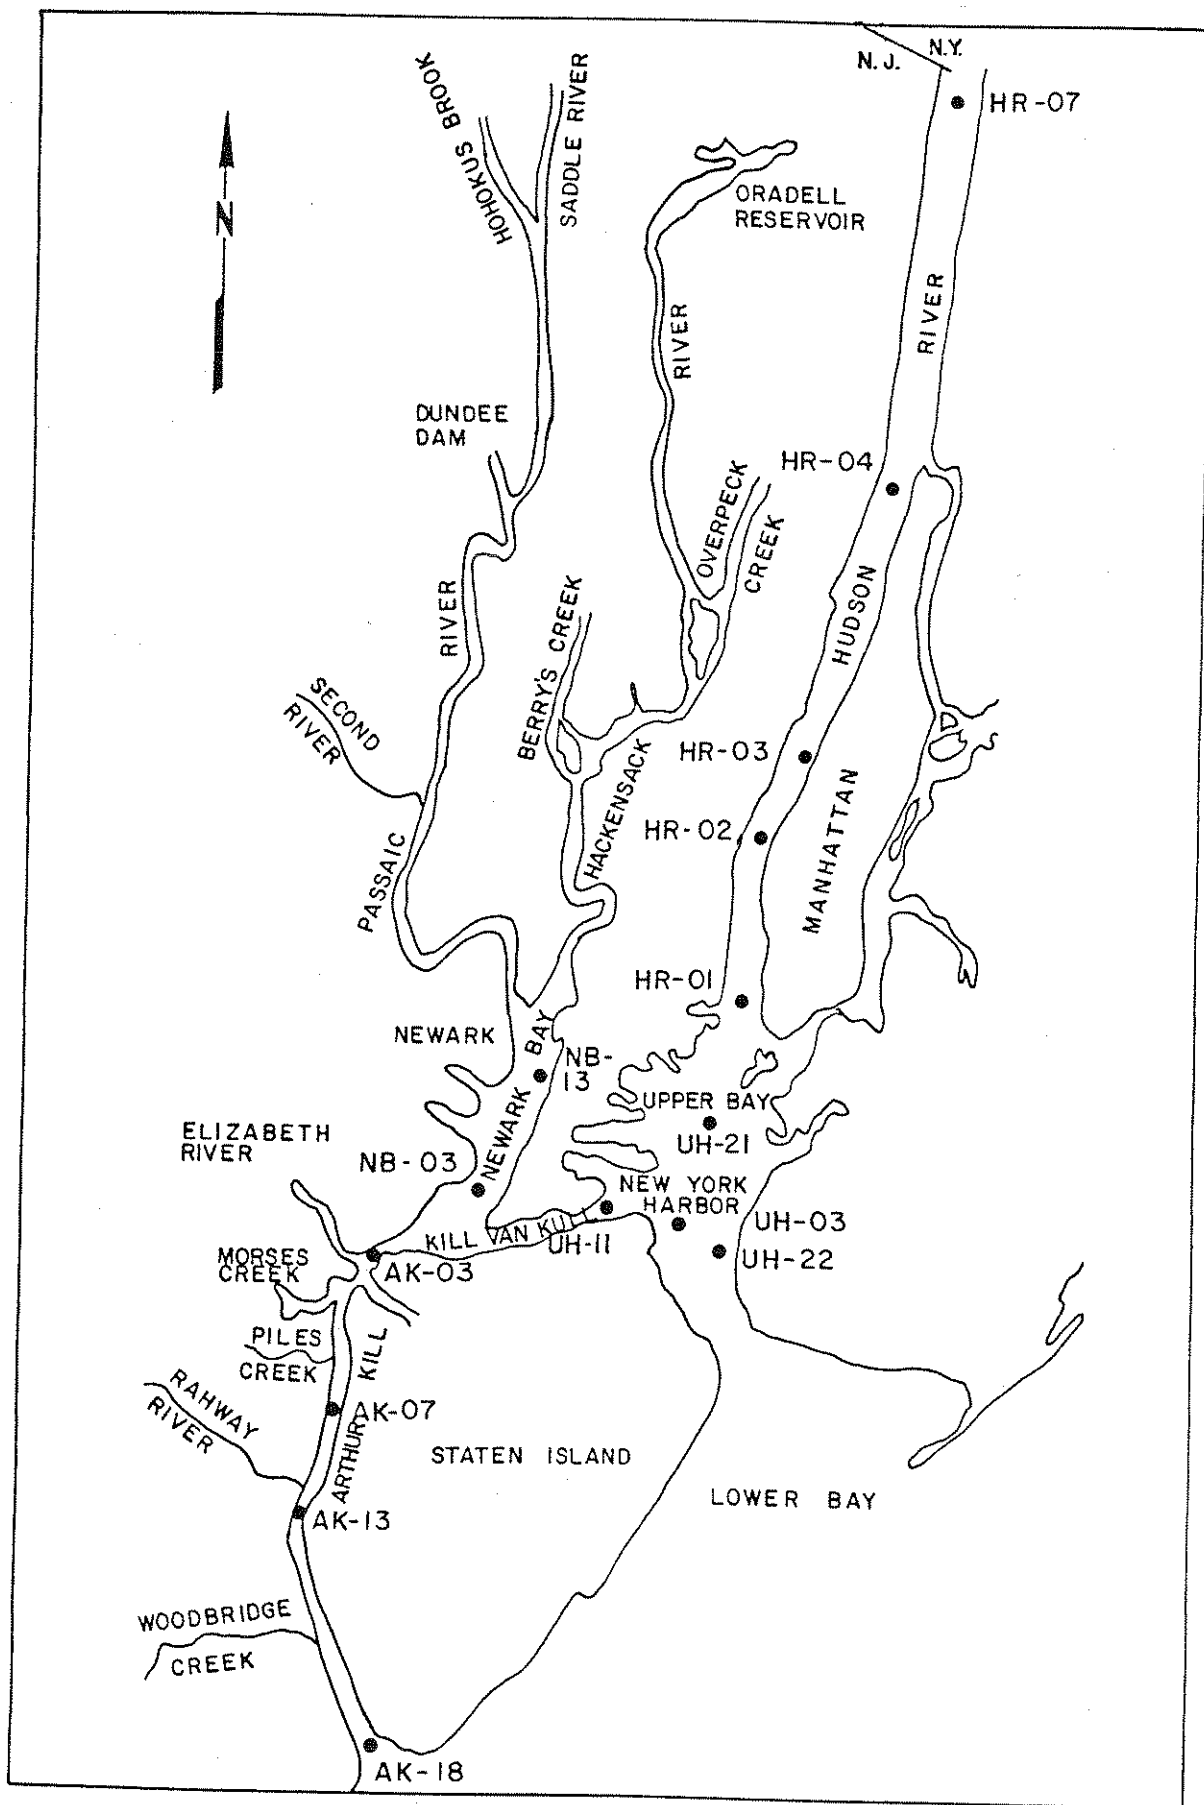 N.J.
N.Y.
HR-07
HOHOKUS BROOK
SADDLE RIVER
N
ORADELL
RESERVOIR
RIVER
RIVER
DUNDEE
DAM
HR-04
OVERPECK
CREEK
RIVER
HUDSON
BERRY'S CREEK
SECOND
RIVER
HR-03
HACKENSACK
MANHATTAN
HR-02
PASSAIC
HR-01
NEWARK
NEWARK BAY
NB-
13
UPPER BAY
UH-21
ELIZABETH
RIVER
NB-03
NEW YORK
HARBOR
UH-03
UH-22
KILL VAN KULL
UH-11
MORSES
CREEK
AK-03
PILES
CREEK
ARTHUR KILL
RAHWAY
RIVER
AK-07
STATEN ISLAND
LOWER BAY
AK-13
WOODBRIDGE
CREEK
AK-18